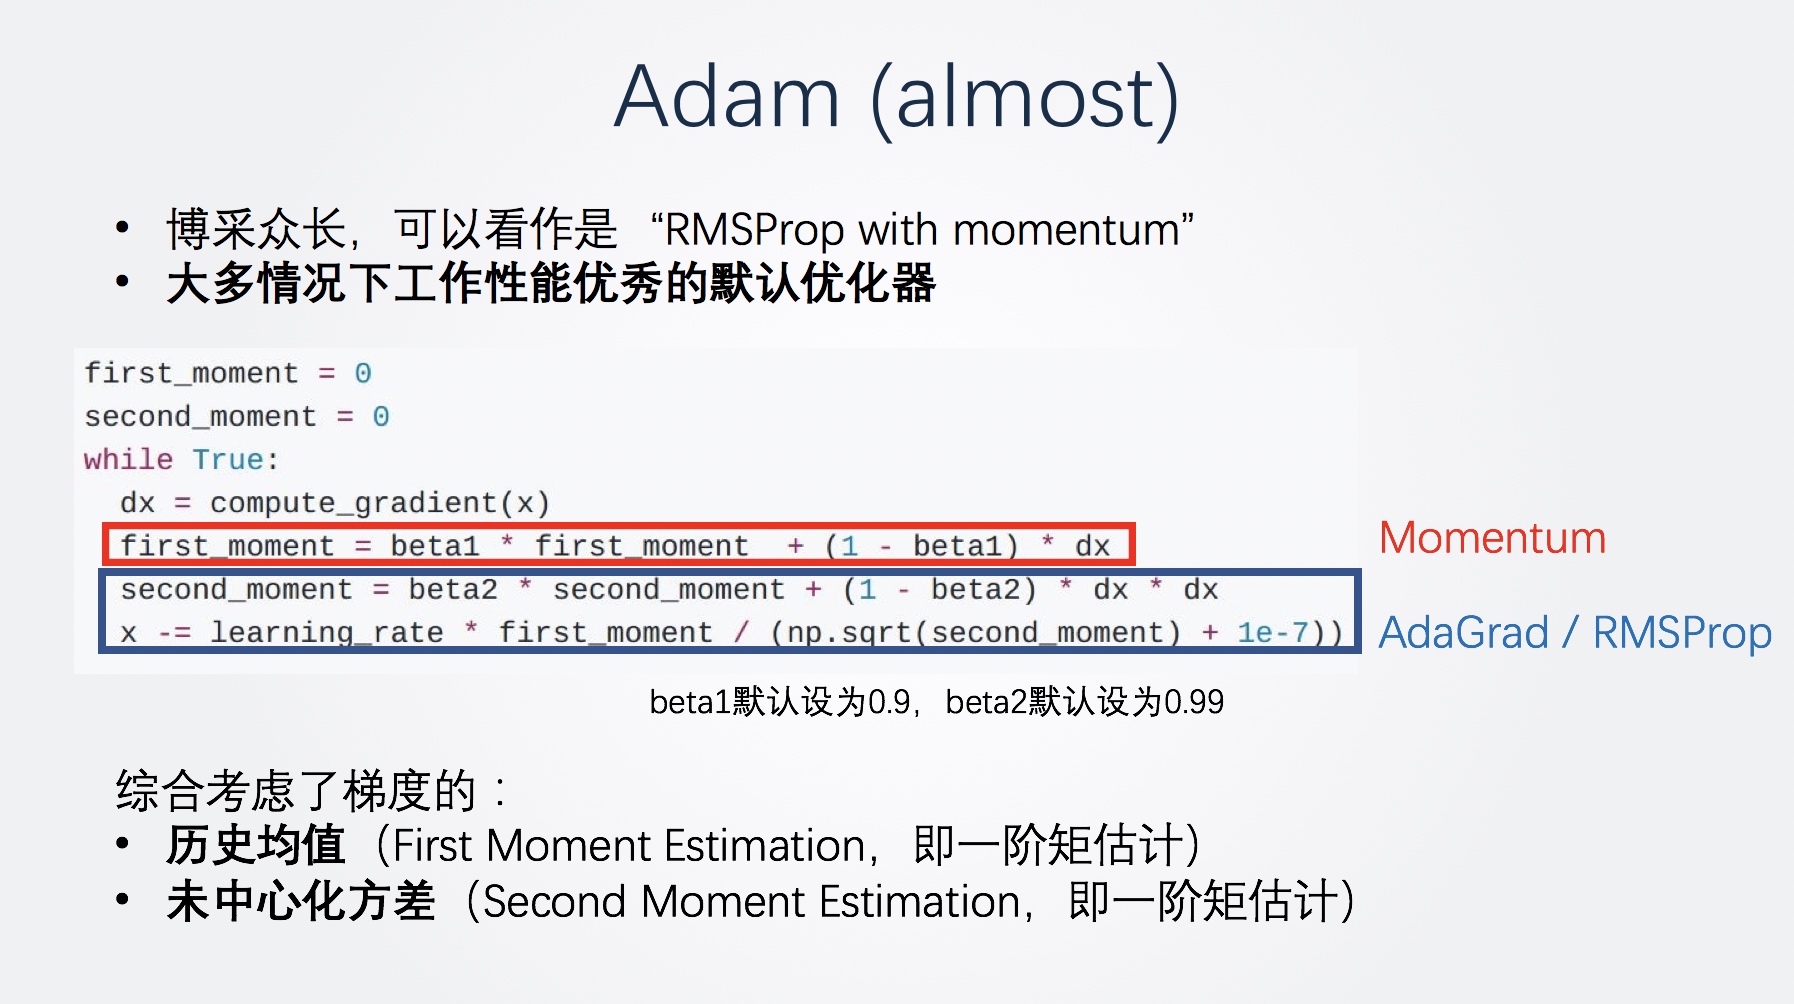 Adam (almost)
• 博采众长，可以看作是 “RMSProp with momentum”
• 大多情况下工作性能优秀的默认优化器
first_moment = 0
second_moment = 0
while True:
  dx = compute_gradient(x)
  first_moment = beta1 * first_moment  + (1 - beta1) * dx
Momentum
  second_moment = beta2 * second_moment + (1 - beta2) * dx * dx
  x -= learning_rate * first_moment / (np.sqrt(second_moment) + 1e-7))
AdaGrad / RMSProp
beta1默认设为0.9，beta2默认设为0.99
综合考虑了梯度的：
• 历史均值（First Moment Estimation，即一阶矩估计）
• 未中心化方差（Second Moment Estimation，即一阶矩估计）